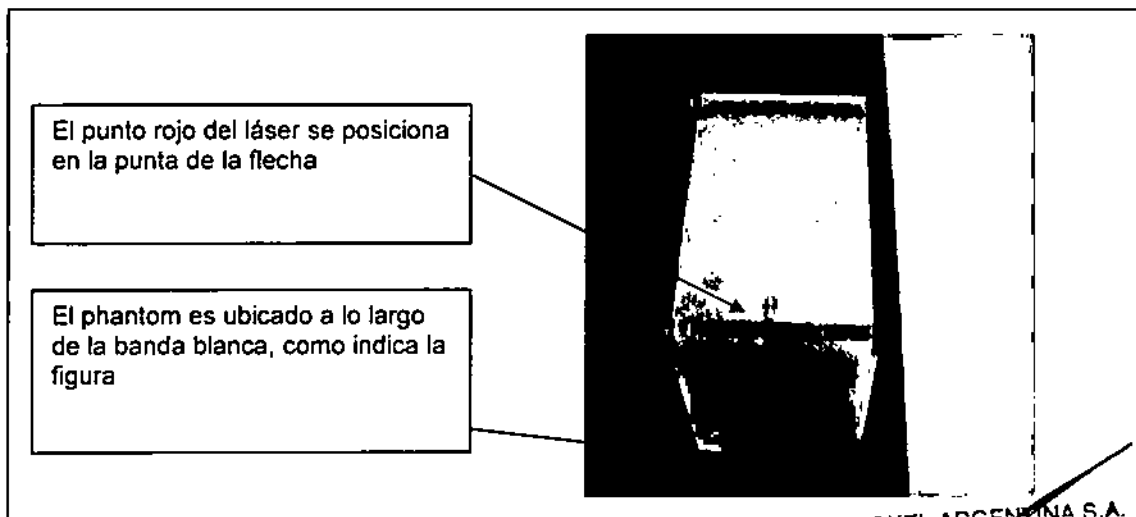 El punto rojo del láser se posiciona
en la punta de la flecha
El phantom es ubicado a lo largo
de la banda blanca, como indica la
figura
ARGENTINA S.A.